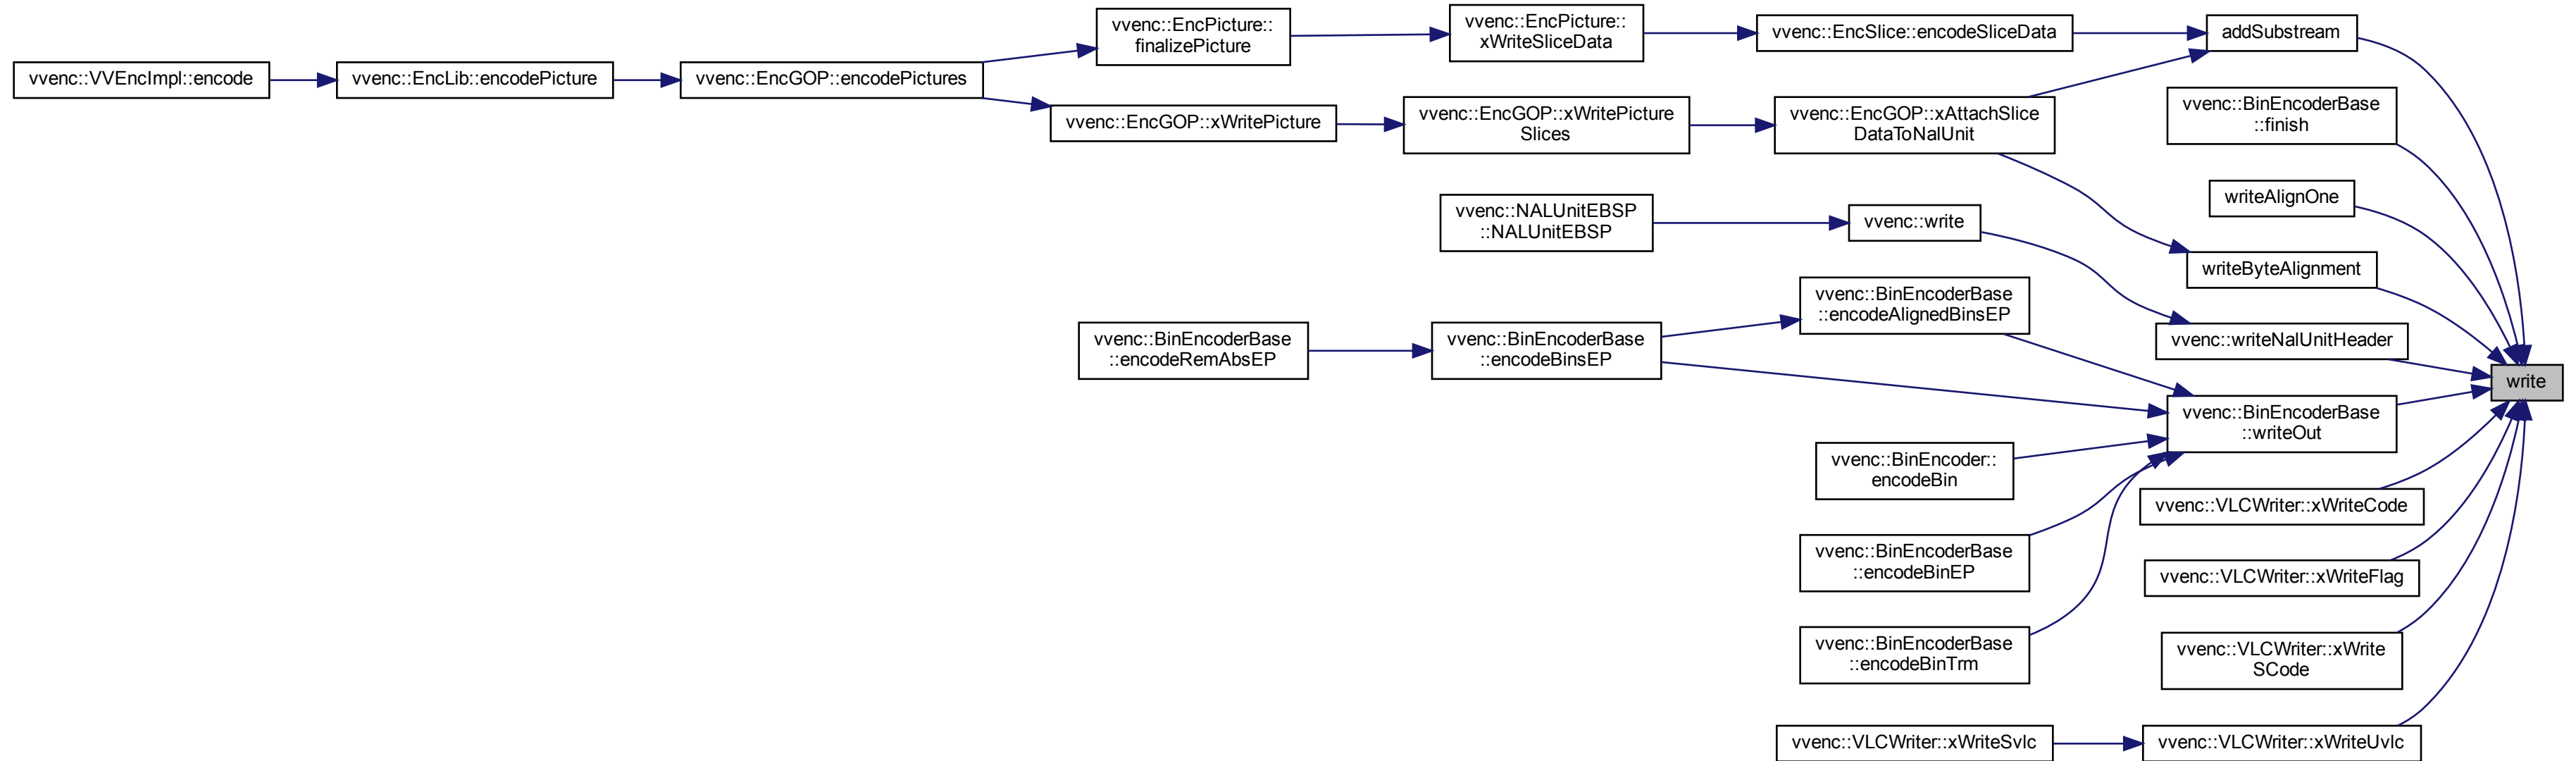 vvenc::VVEncImpl::encode
vvenc::EncLib::encodePicture
vvenc::EncGOP::encodePictures
vvenc::EncPicture::
finalizePicture
vvenc::EncPicture::
xWriteSliceData
vvenc::EncSlice::encodeSliceData
addSubstream
vvenc::EncGOP::xWritePicture
vvenc::EncGOP::xWritePicture
Slices
vvenc::EncGOP::xAttachSlice
DataToNalUnit
vvenc::BinEncoderBase
::finish
writeAlignOne
vvenc::NALUnitEBSP
::NALUnitEBSP
vvenc::write
writeByteAlignment
vvenc::BinEncoderBase
::encodeRemAbsEP
vvenc::BinEncoderBase
::encodeBinsEP
vvenc::BinEncoderBase
::encodeAlignedBinsEP
vvenc::writeNalUnitHeader
write
vvenc::BinEncoderBase
::writeOut
vvenc::BinEncoder::
encodeBin
vvenc::VLCWriter::xWriteCode
vvenc::BinEncoderBase
::encodeBinEP
vvenc::VLCWriter::xWriteFlag
vvenc::BinEncoderBase
::encodeBinTrm
vvenc::VLCWriter::xWrite
SCode
vvenc::VLCWriter::xWriteSvlc
vvenc::VLCWriter::xWriteUvlc